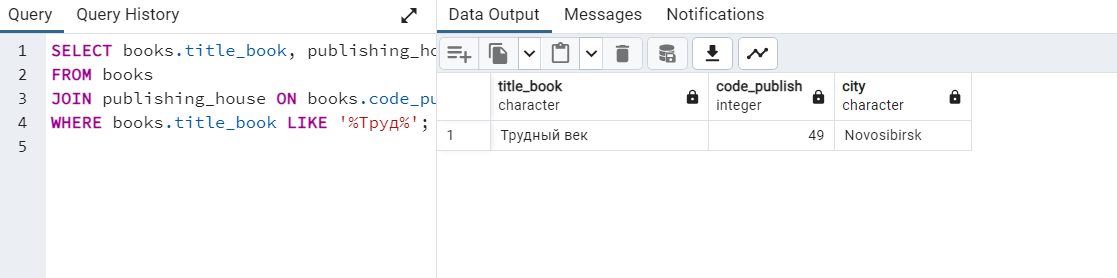 Query Query History
1 SELECT books.title_book, publishing_ho
2 FROM books
3 JOIN publishing_house ON books.code_pu
4 WHERE books.title_book LIKE '%Труд%';
5
Data Output Messages Notifications
title_book code_publish city
character integer character
1 Трудный век 49 Novosibirsk